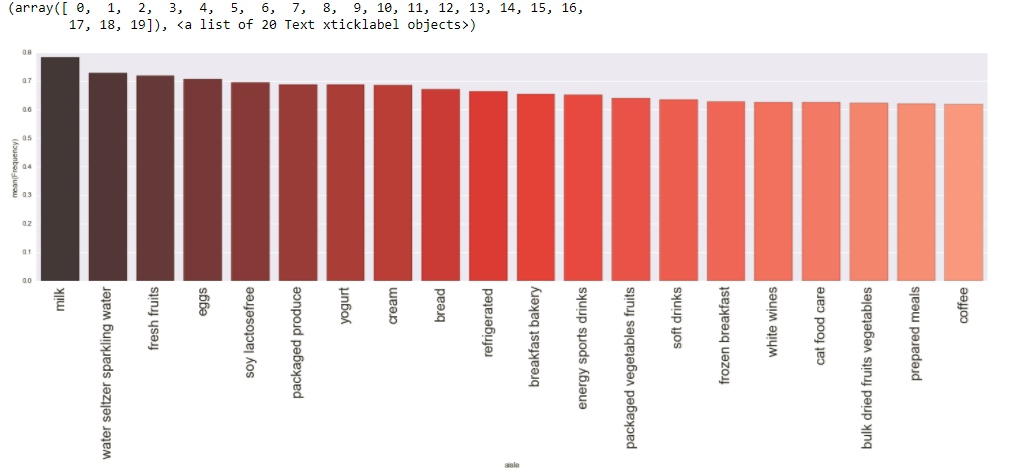 (array([ 0,  1,  2,  3,  4,  5,  6,  7,  8,  9, 10, 11, 12, 13, 14, 15, 16,
17, 18, 19]), <a list of 20 Text xticklabel objects>)
0.8
0.7
0.6
0.5
0.4
0.3
0.2
0.1
0.0
mean(Frequency)
milk
water seltzer sparkling water
fresh fruits
eggs
soy lactosefree
packaged produce
yogurt
cream
bread
refrigerated
breakfast bakery
energy sports drinks
packaged vegetables fruits
soft drinks
frozen breakfast
white wines
cat food care
bulk dried fruits vegetables
prepared meals
coffee
aisle